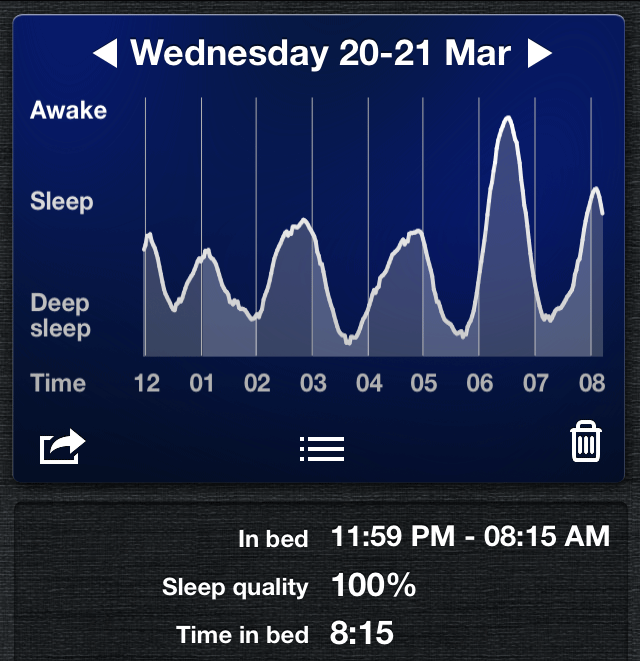 Wednesday 20-21 Mar
Awake
Sleep
Deep
sleep
Time 12 01 02 03 04 05 06 07 08
In bed 11:59 PM - 08:15 AM
Sleep quality 100%
Time in bed 8:15